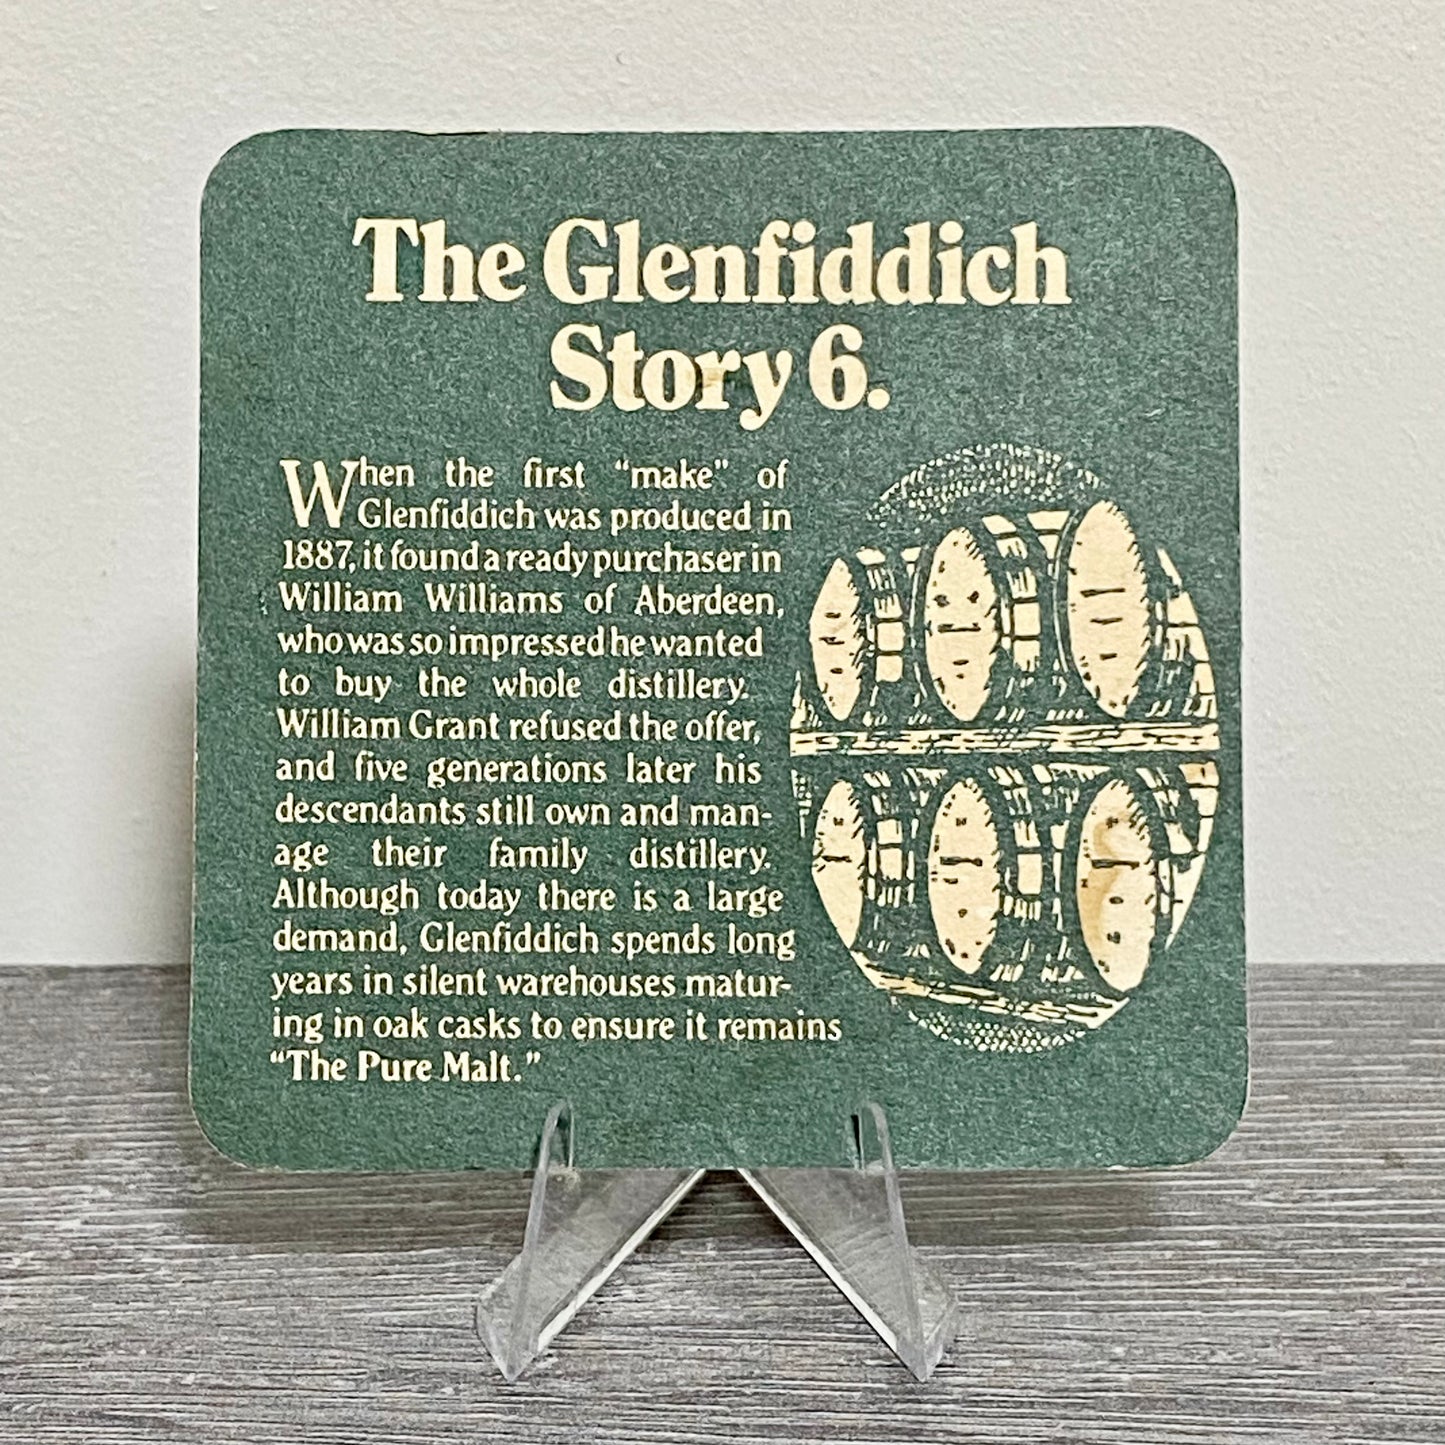 The Glenfiddich
Story 6.
When the first “make” of
Glenfiddich was produced in
1887, it found a ready purchaser in
William Williams of Aberdeen,
who was so impressed he wanted
to buy the whole distillery.
William Grant refused the offer,
and five generations later his
descendants still own and man-
age their family distillery.
Although today there is a large
demand, Glenfiddich spends long
years in silent warehouses matur-
ing in oak casks to ensure it remains
“The Pure Malt.”